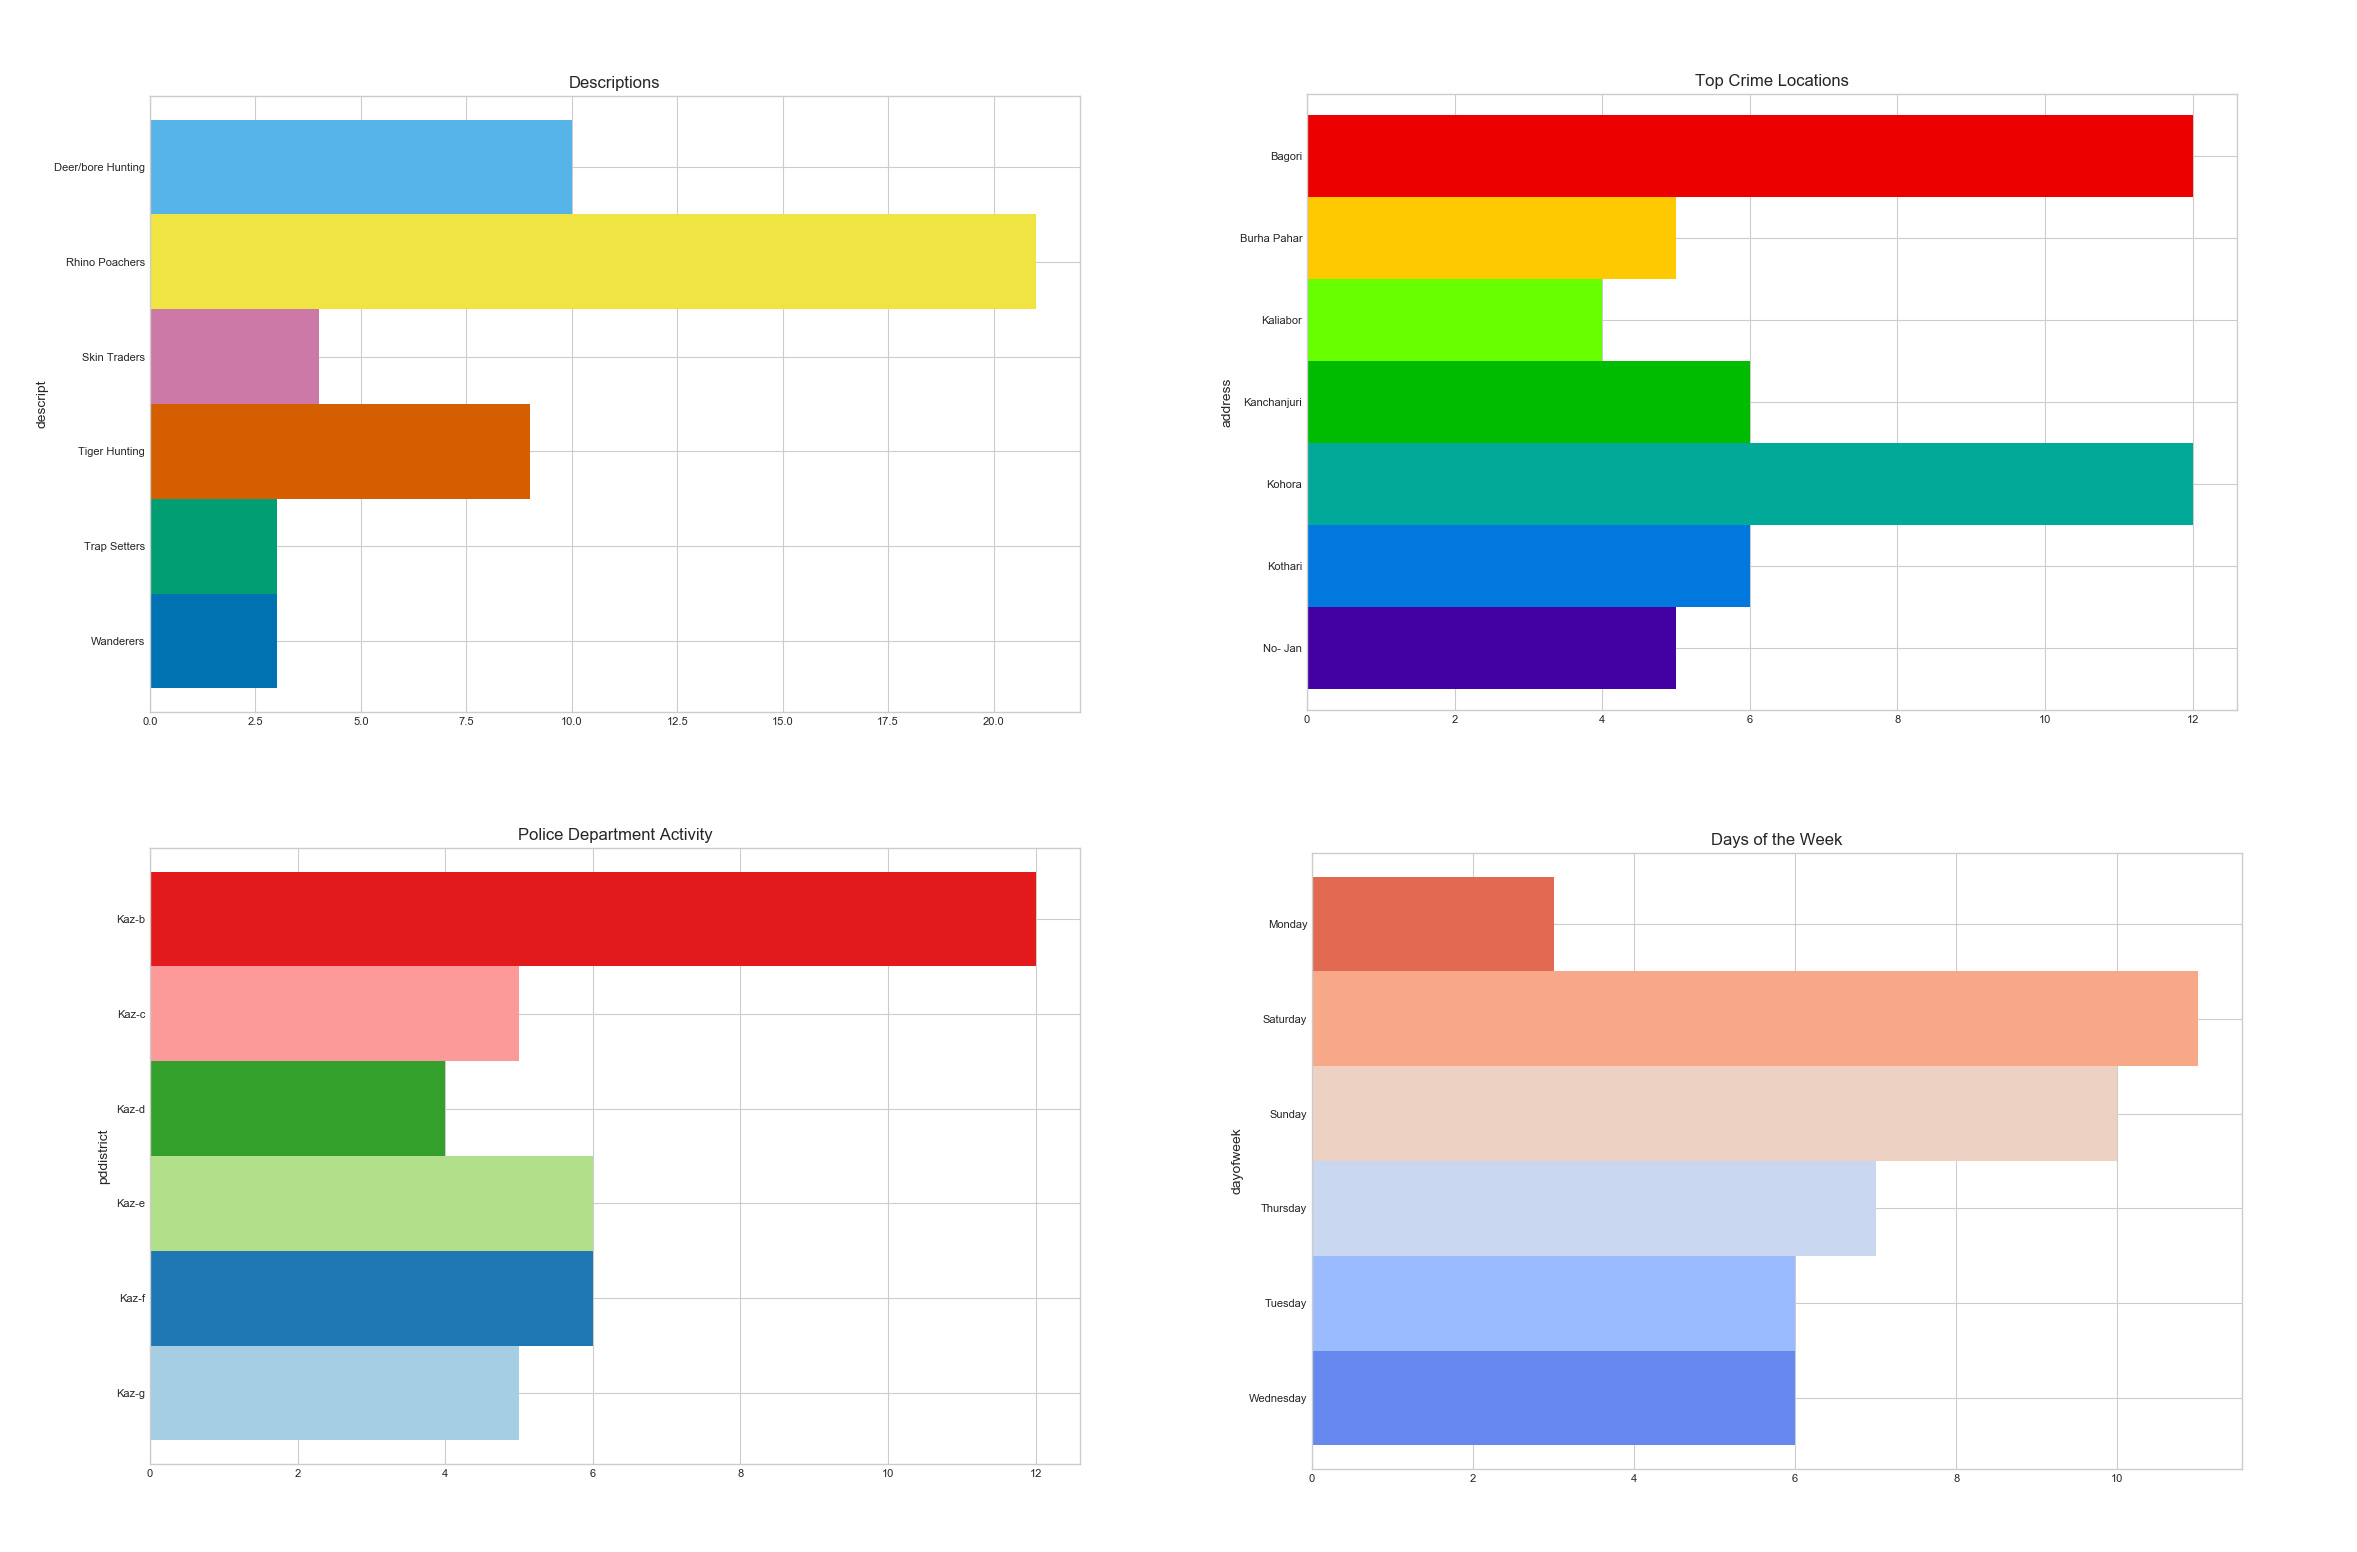 Descriptions
descript
Deer/bore Hunting
Rhino Poachers
Skin Traders
Tiger Hunting
Trap Setters
Wanderers
0.0 2.5 5.0 7.5 10.0 12.5 15.0 17.5 20.0
Top Crime Locations
address
Bagori
Burha Pahar
Kaliabor
Kanchanjuri
Kohora
Kothari
No- Jan
0 2 4 6 8 10 12
Police Department Activity
pddistrict
Kaz-b
Kaz-c
Kaz-d
Kaz-e
Kaz-f
Kaz-g
0 2 4 6 8 10 12
Days of the Week
dayofweek
Monday
Saturday
Sunday
Thursday
Tuesday
Wednesday
0 2 4 6 8 10